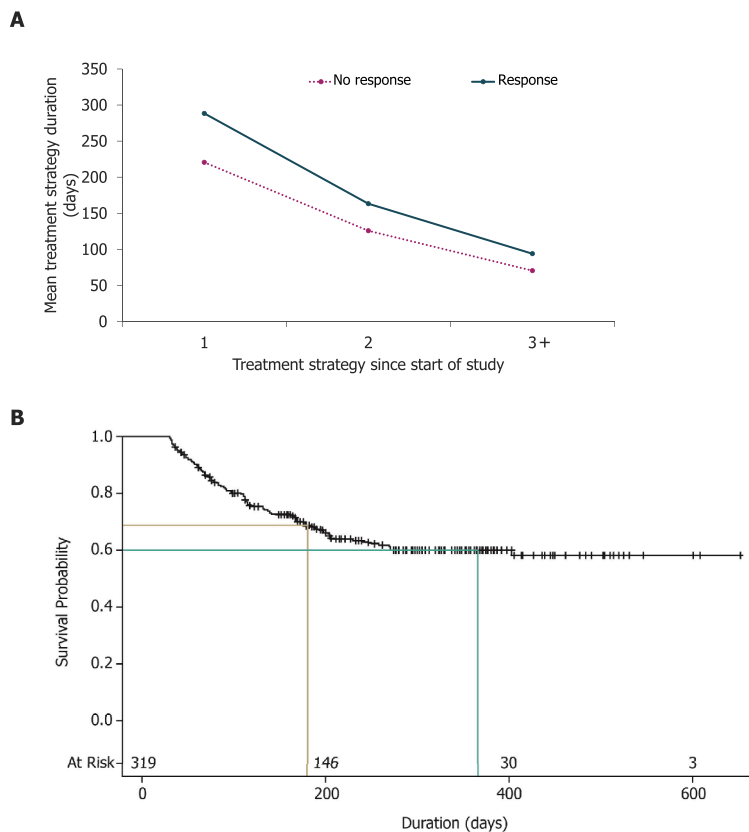 A
350
300
250
200
150
100
50
0
Mean treatment strategy duration
(days)
No response
Response
1 2 3+
Treatment strategy since start of study
B
1.0
0.8
0.6
0.4
0.2
0.0
Survival Probability
At Risk 319 146 30 3
0 200 400 600
Duration (days)